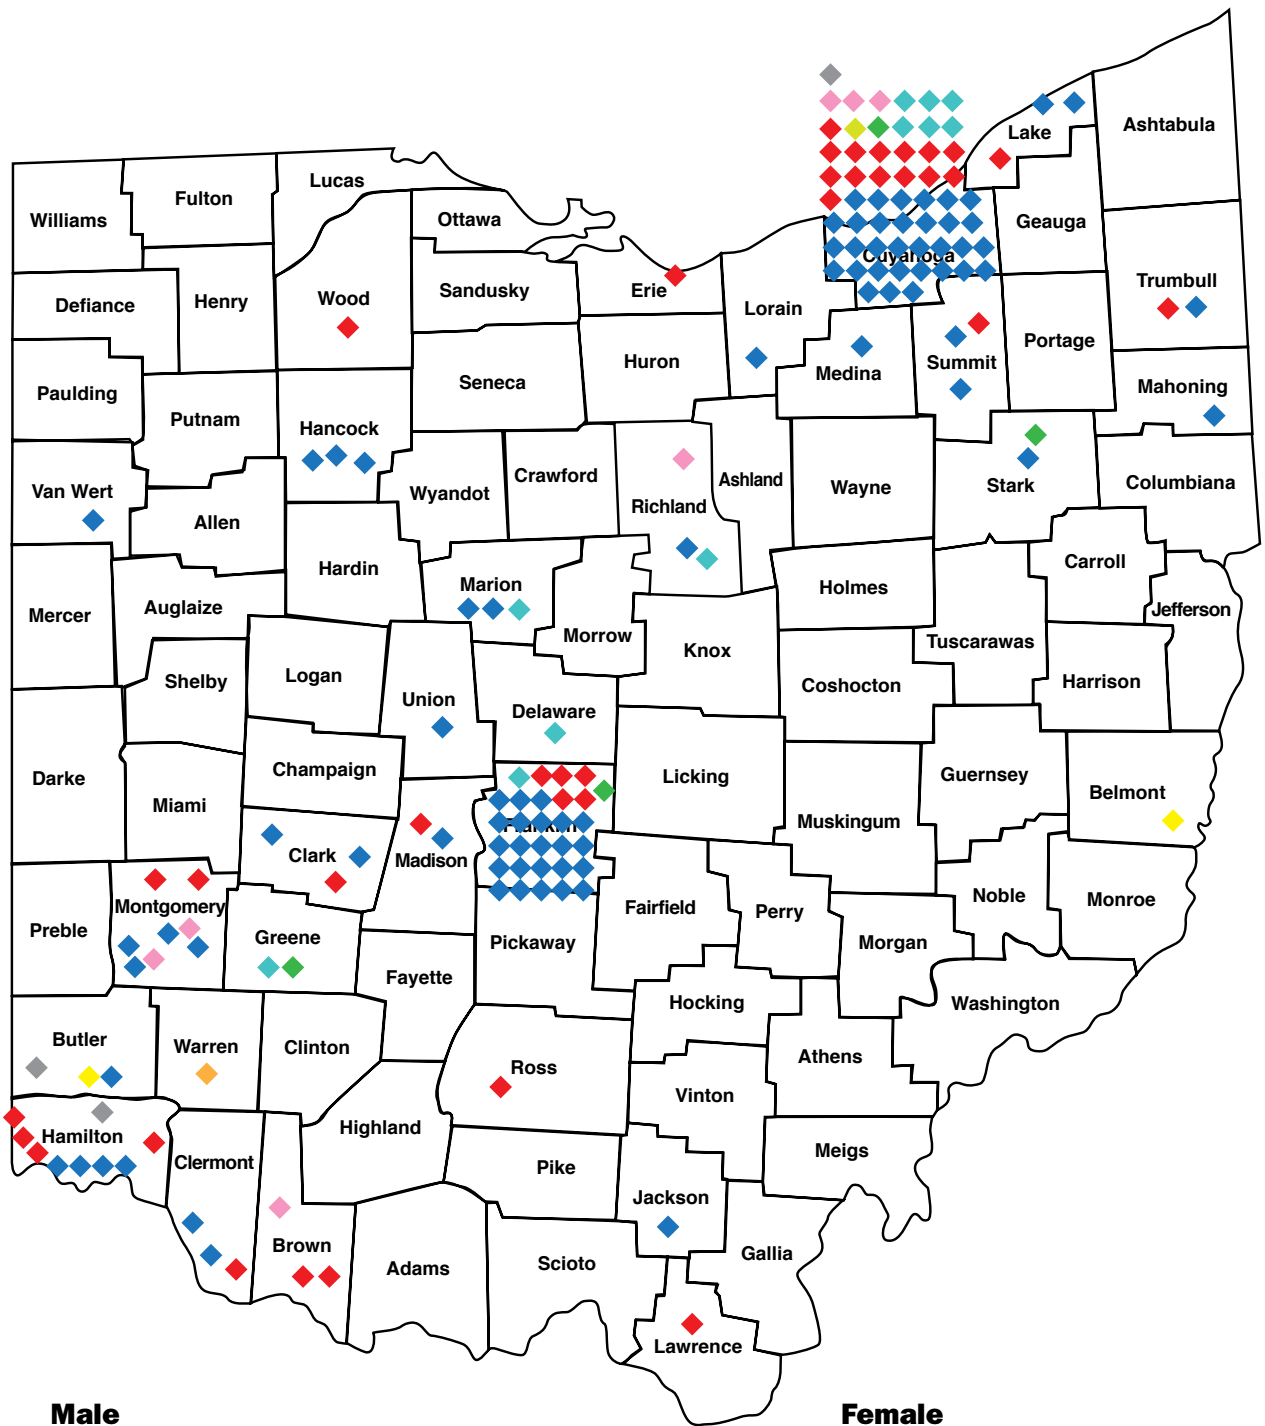 Ashtabula
Lake
Lucas
Fulton
Williams
Ottawa
Geauga
Cuyahoga
Trumbull
Erie
Sandusky
Wood
Henry
Defiance
Lorain
Portage
Huron
Summit
Medina
Seneca
Mahoning
Paulding
Putnam
Hancock
Crawford
Ashland
Columbiana
Stark
Wayne
Van Wert
Wyandot
Richland
Allen
Carroll
Hardin
Marion
Holmes
Auglaize
Jefferson
Mercer
Morrow
Tuscarawas
Knox
Logan
Shelby
Harrison
Coshocton
Union
Delaware
Champaign
Licking
Guernsey
Darke
Belmont
Miami
Muskingum
Franklin
Clark
Madison
Noble
Monroe
Montgomery
Fairfield
Perry
Preble
Greene
Pickaway
Morgan
Fayette
Hocking
Washington
Butler
Warren
Clinton
Athens
Ross
Vinton
Highland
Hamilton
Meigs
Clermont
Pike
Jackson
Brown
Gallia
Adams
Scioto
Lawrence
Male
Female